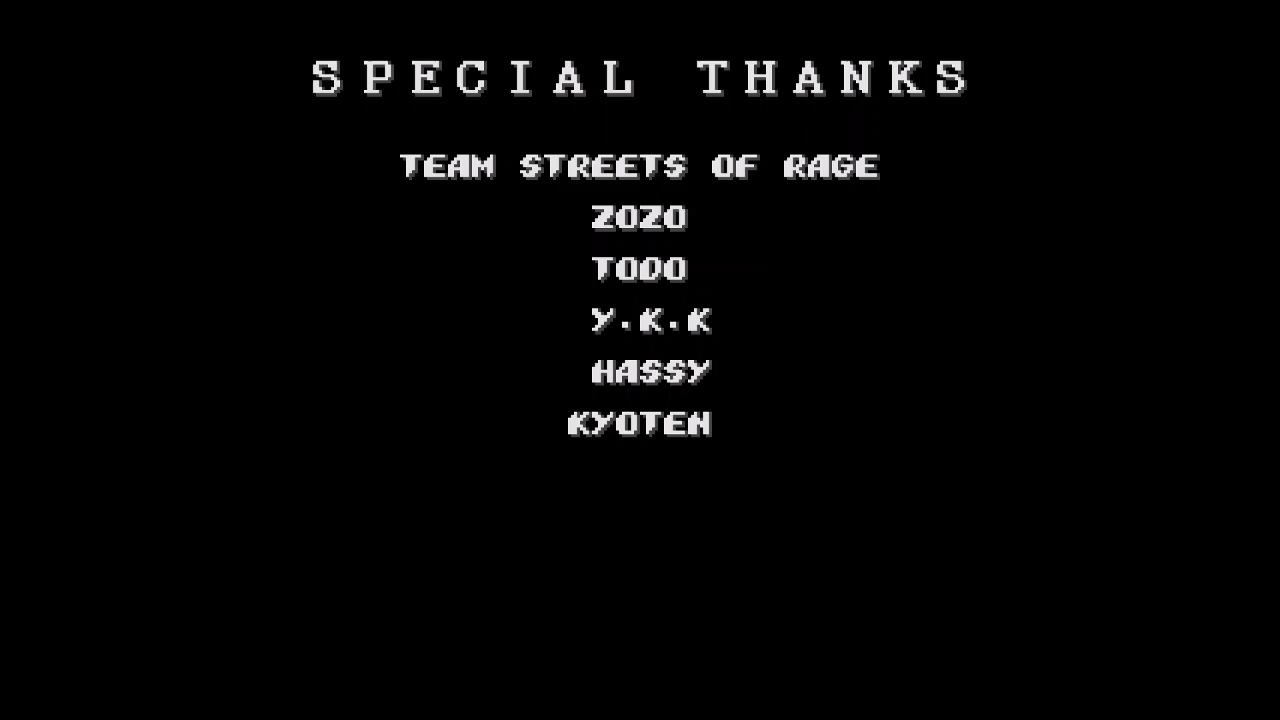 SPECIAL THANKS
TEAM STREETS OF RAGE
ZOZO
TODO
Y.K.K
HASSY
KYOTEN